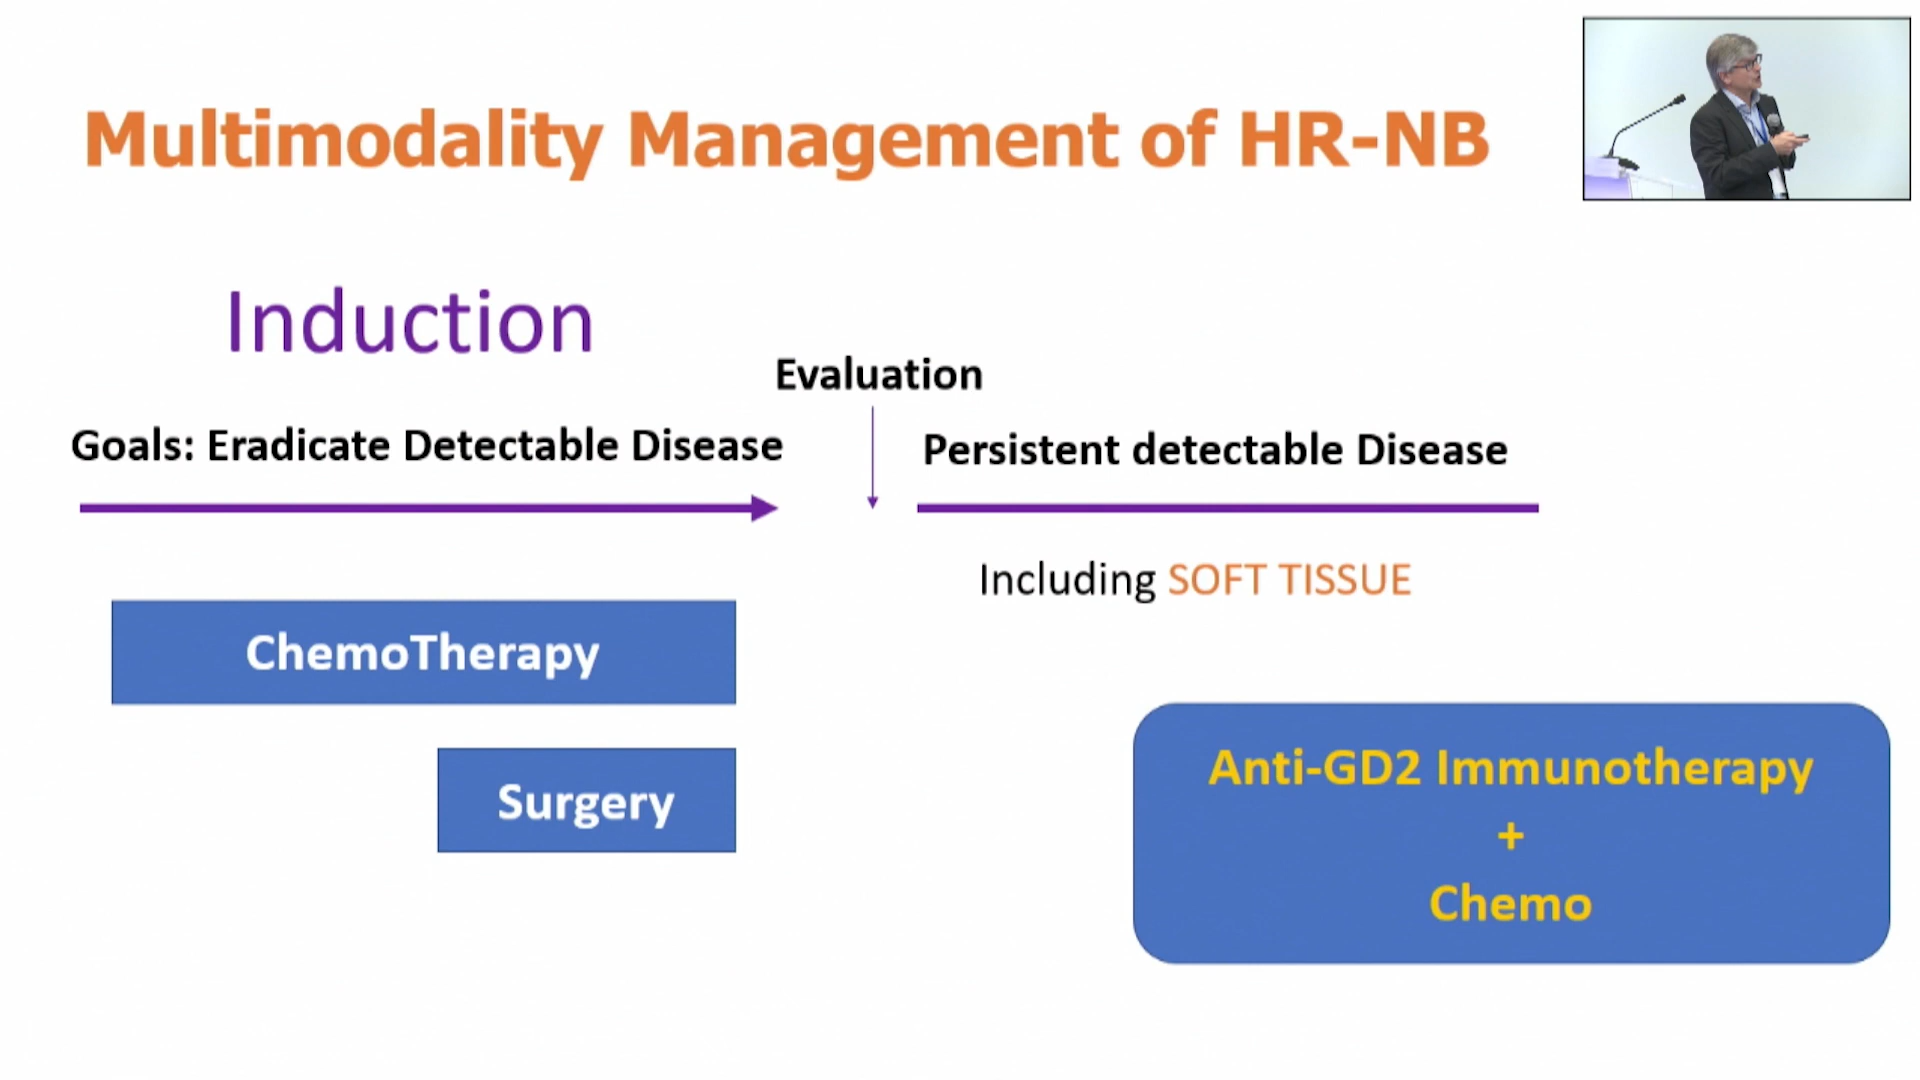 Multimodality Management of HR-NB
Induction
Evaluation
Goals: Eradicate Detectable Disease
Persistent detectable Disease
Including SOFT TISSUE
ChemoTherapy
Surgery
Anti-GD2 Immunotherapy
+
Chemo